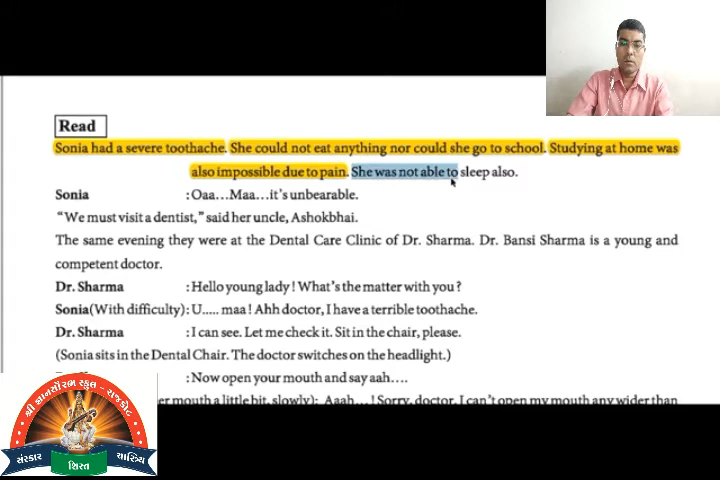 Read
Sonia had a severe toothache. She could not eat anything nor could she go to school. Studying at home was
also impossible due to pain. She was not able to sleep also.
Sonia : Oaa…Maa…it's unbearable.
"We must visit a dentist," said her uncle, Ashokbhai.
The same evening they were at the Dental Care Clinic of Dr. Sharma. Dr. Bansi Sharma is a young and
competent doctor.
Dr. Sharma : Hello young lady! What's the matter with you?
Sonia(With difficulty): U..... maa! Ahh doctor, I have a terrible toothache.
Dr. Sharma : I can see. Let me check it. Sit in the chair, please.
(Sonia sits in the Dental Chair. The doctor switches on the headlight.)
: Now open your mouth and say aah….
mouth a little bit, slowly): Aaah…! Sorry, doctor, I can't open my mouth any wider than
શ્રી જ્ઞાનસૌરભ સ્કુલ - રાજકોટ
સંસ્કાર
શિસ્ત
ચારિત્ર્ય